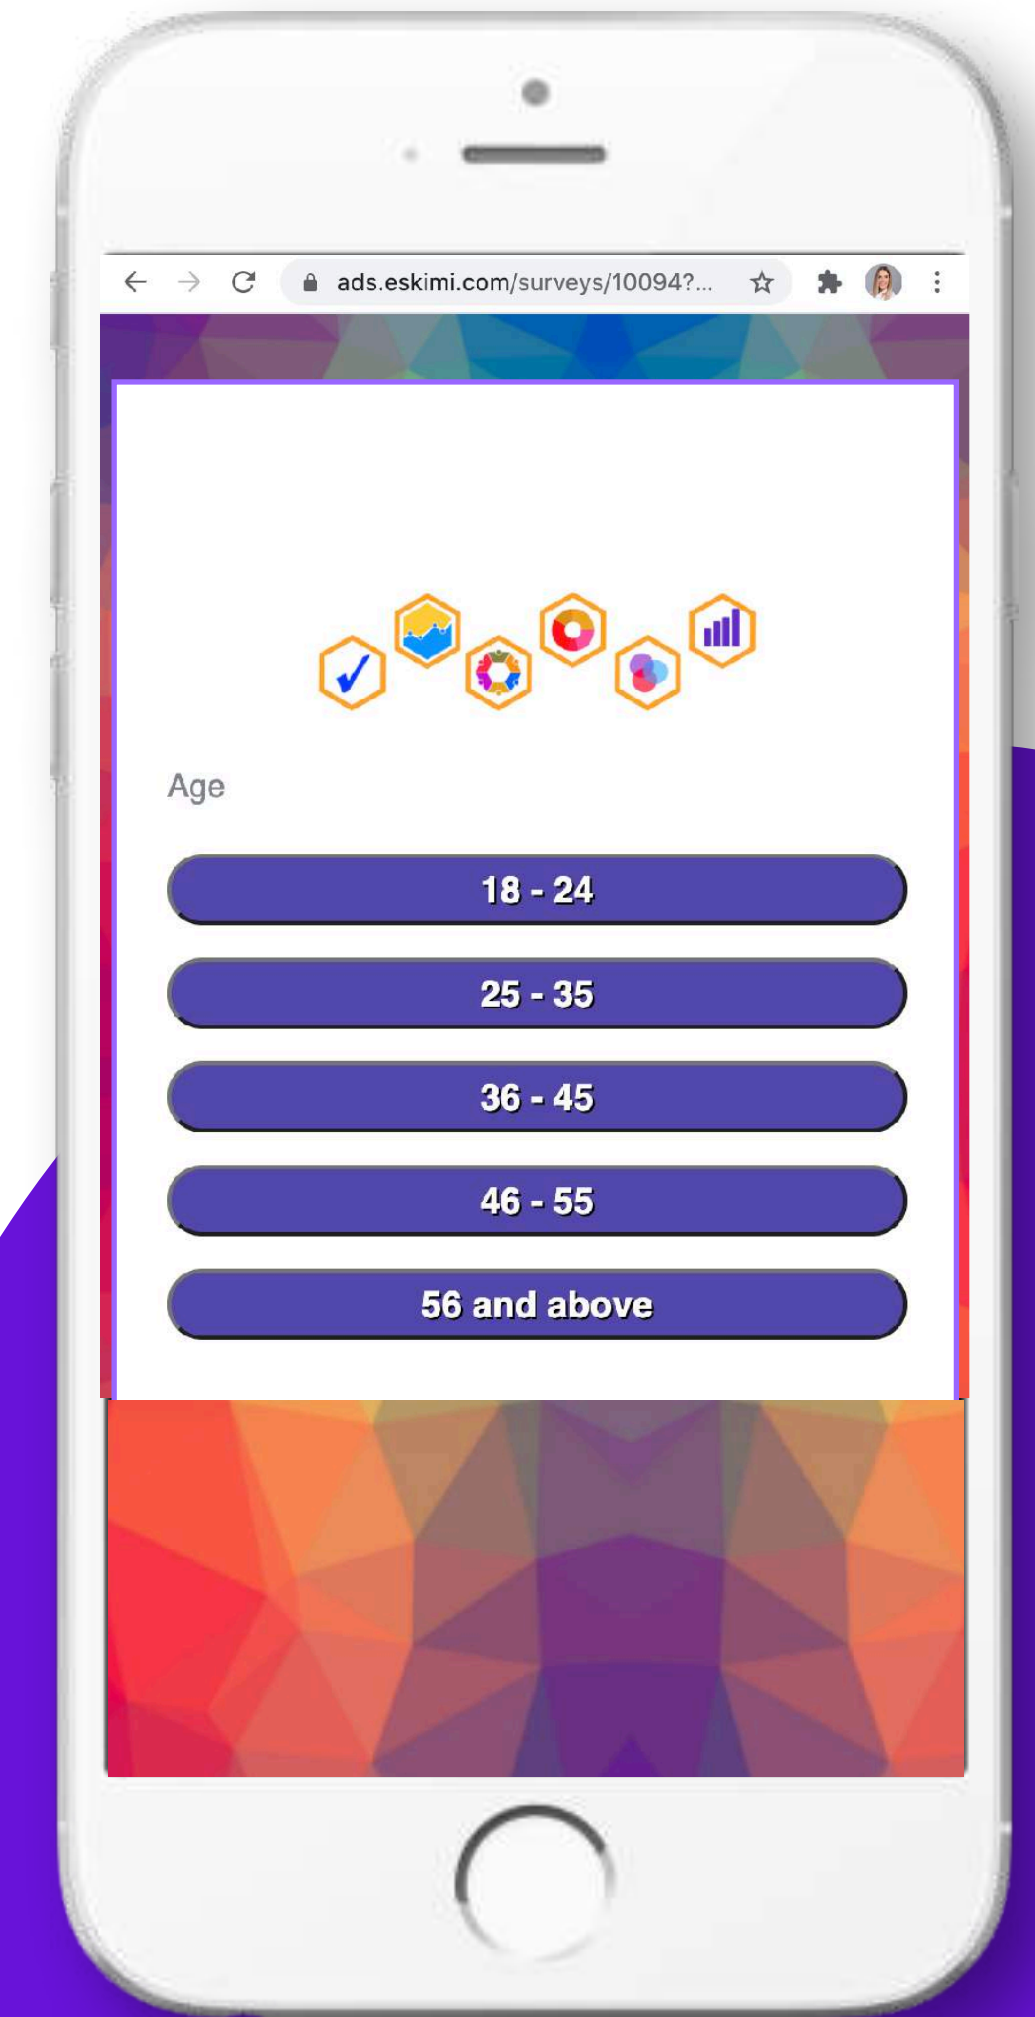 ads.eskimi.com/surveys/10094?...
Age
18 - 24
25 - 35
36 - 45
46 - 55
56 and above